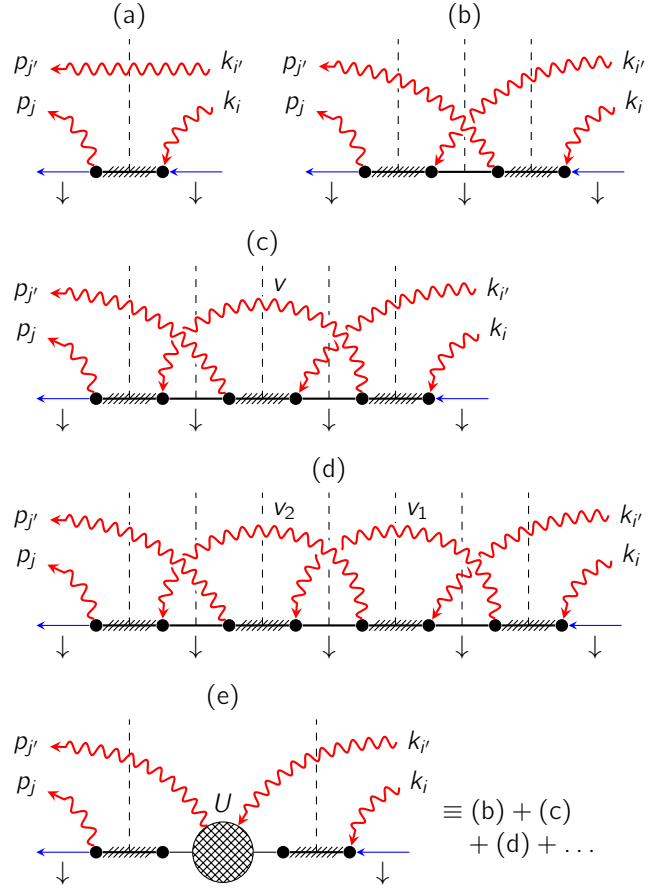 (a) (b)
p_{j'} k_{i'} p_{j'} k_{i'}
p_j k_i p_j k_i
↓ ↓ ↓ ↓ ↓
(c)
p_{j'} v k_{i'}
p_j k_i
↓ ↓ ↓ ↓
(d)
p_{j'} v_2 v_1 k_{i'}
p_j k_i
↓ ↓ ↓ ↓ ↓
(e)
p_{j'} k_{i'}
p_j U k_i
≡ (b) + (c)
+ (d) + …
↓ ↓